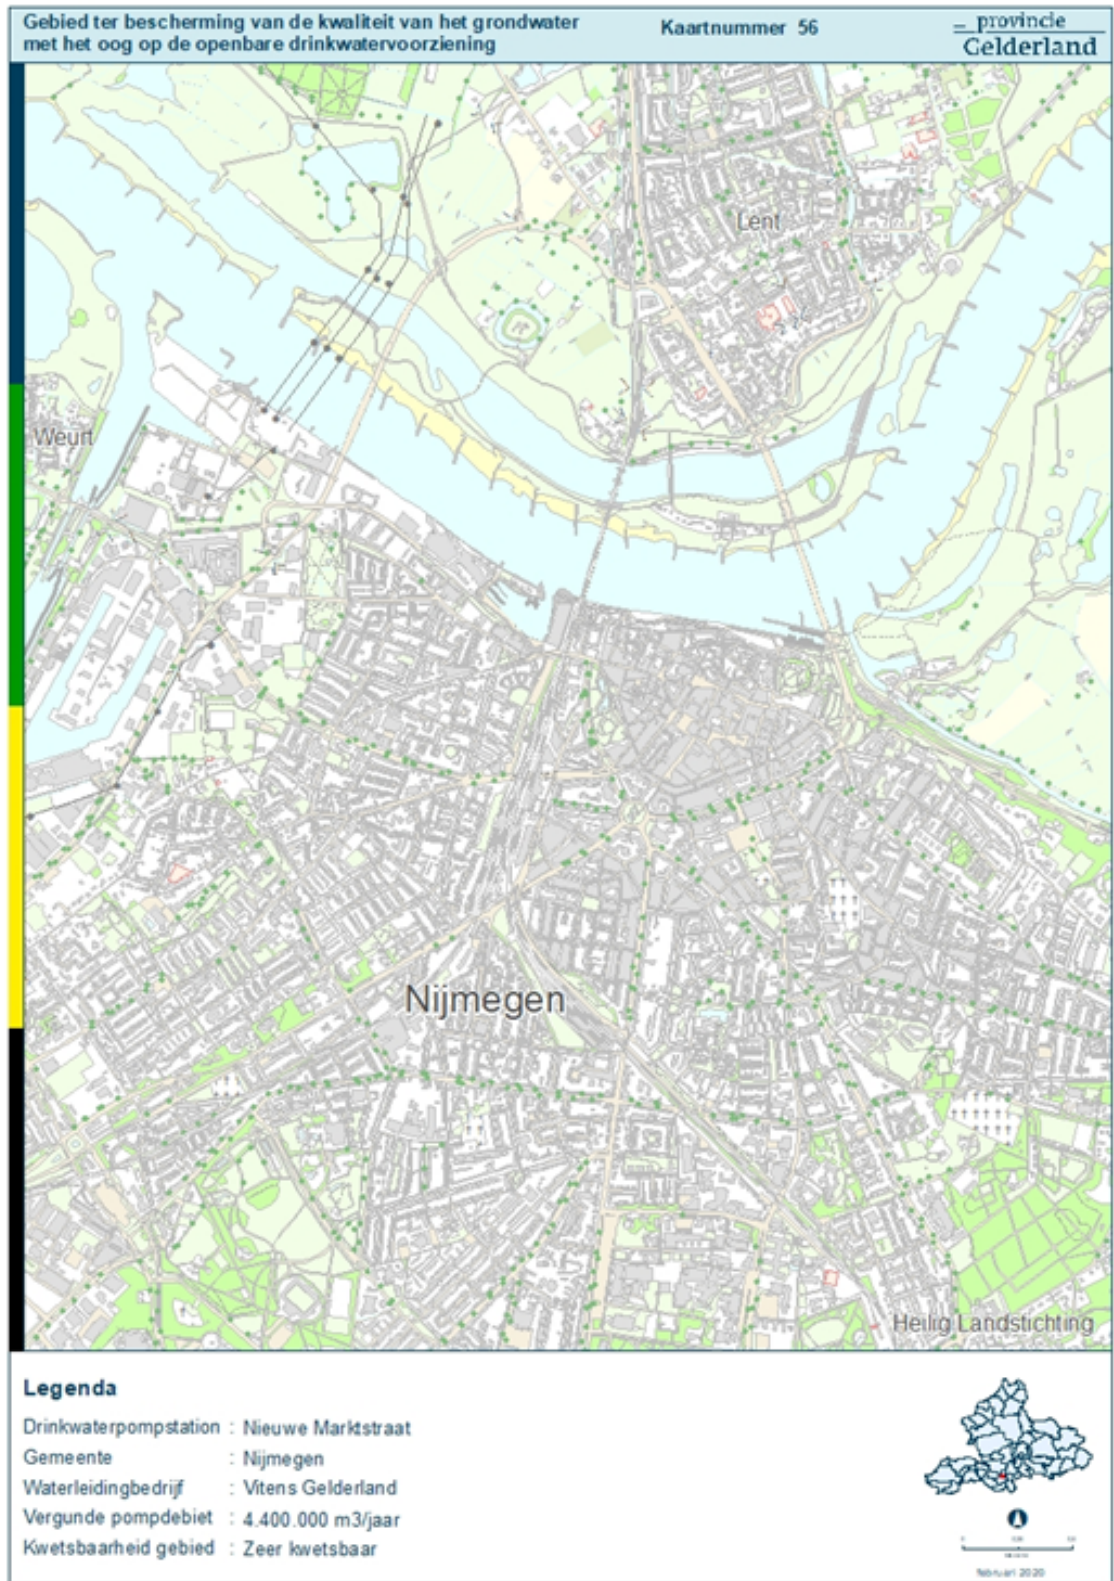 Gebied ter bescherming van de kwaliteit van het grondwater
met het oog op de openbare drinkwatervoorziening
Kaartnummer 56
provincie
Gelderland
Lent
Weurt
Nijmegen
Heilig Landstichting
Legenda
Drinkwaterpompstation : Nieuwe Marktstraat
Gemeente : Nijmegen
Waterleidingbedrijf : Vitens Gelderland
Vergunde pompdebiet : 4.400.000 m3/jaar
Kwetsbaarheid gebied : Zeer kwetsbaar
februari 2020